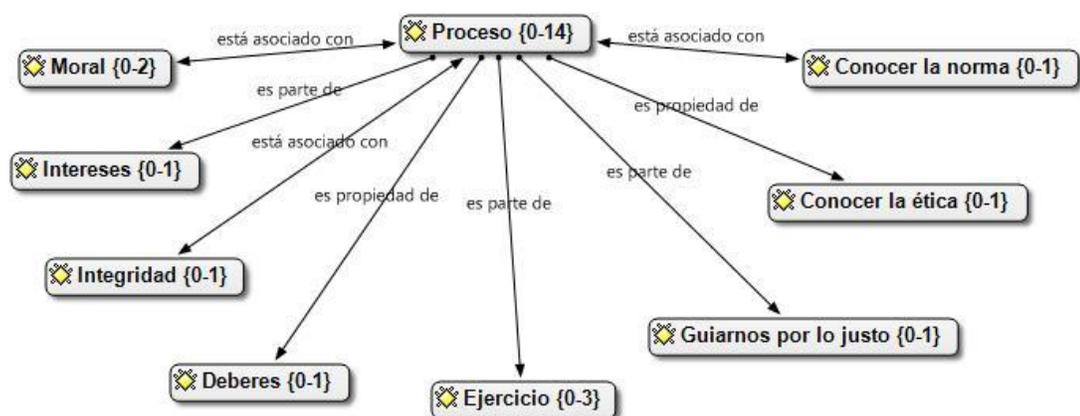 Proceso {0-14}
está asociado con
está asociado con
Moral {0-2}
Conocer la norma {0-1}
es parte de
es propiedad de
está asociado con
Intereses {0-1}
es parte de
es propiedad de
es parte de
Conocer la ética {0-1}
Integridad {0-1}
Guiarnos por lo justo {0-1}
Deberes {0-1}
Ejercicio {0-3}